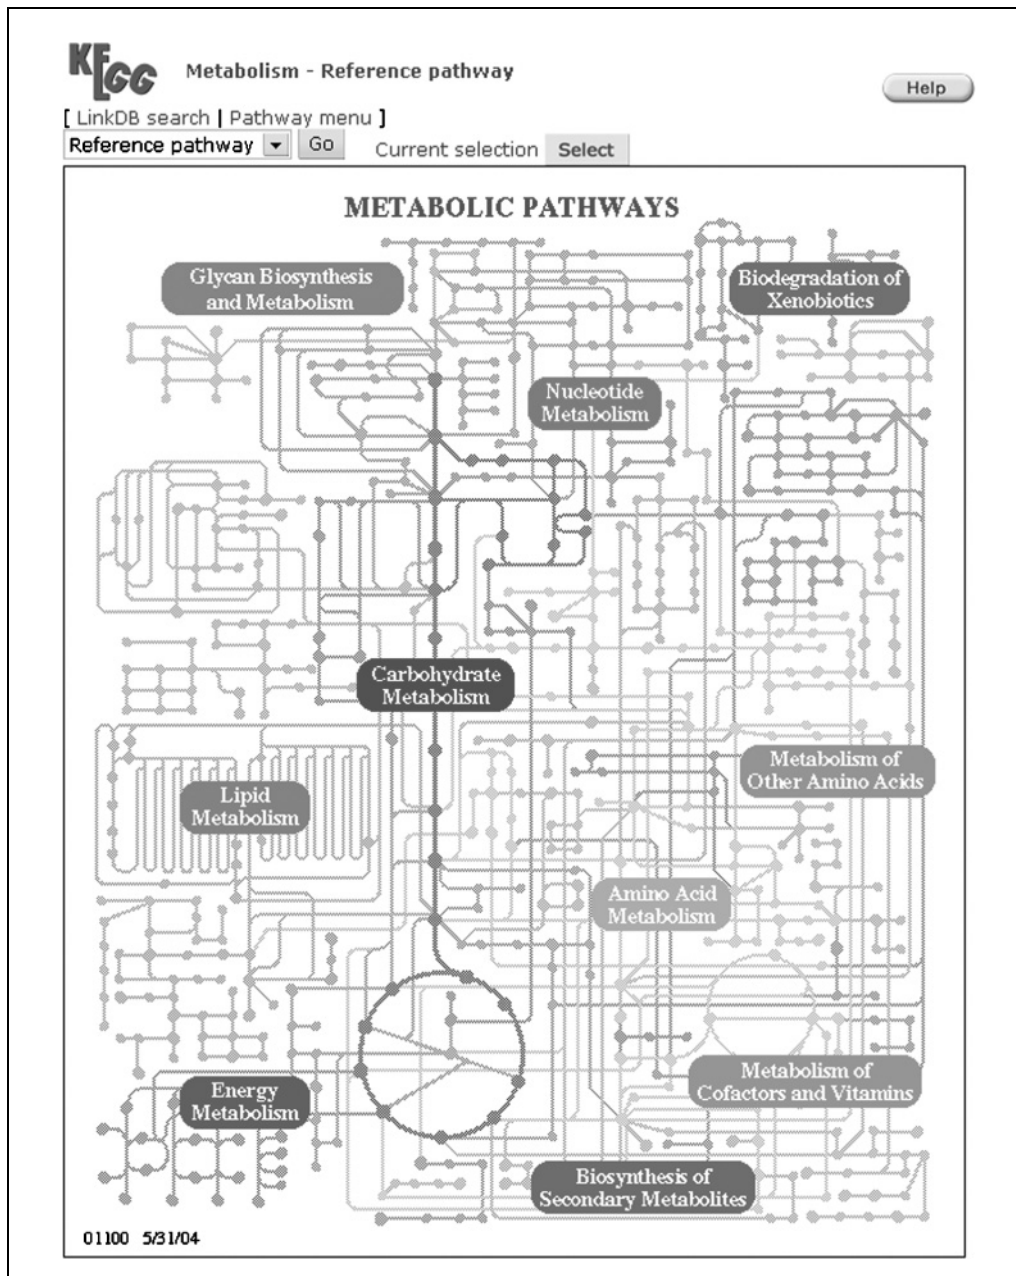 KEGG
Metabolism - Reference pathway
Help
[ LinkDB search | Pathway menu ]
Reference pathway Go Current selection Select
METABOLIC PATHWAYS
Glycan Biosynthesis
and Metabolism
Biodegradation of
Xenobiotics
Nucleotide
Metabolism
Carbohydrate
Metabolism
Metabolism of
Other Amino Acids
Lipid
Metabolism
Amino Acid
Metabolism
Metabolism of
Cofactors and Vitamins
Energy
Metabolism
Biosynthesis of
Secondary Metabolites
01100 5/31/04